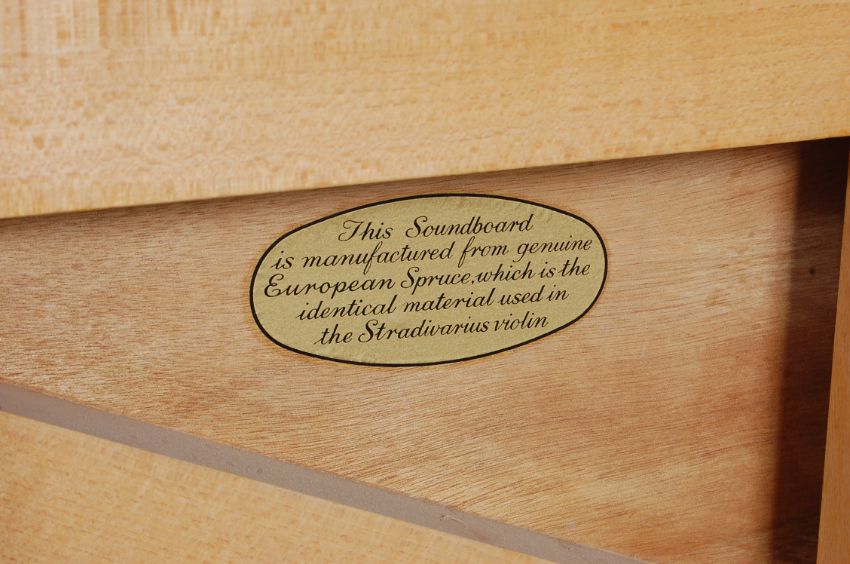 This Soundboard
is manufactured from genuine
European Spruce, which is the
identical material used in
the Stradivarius violin